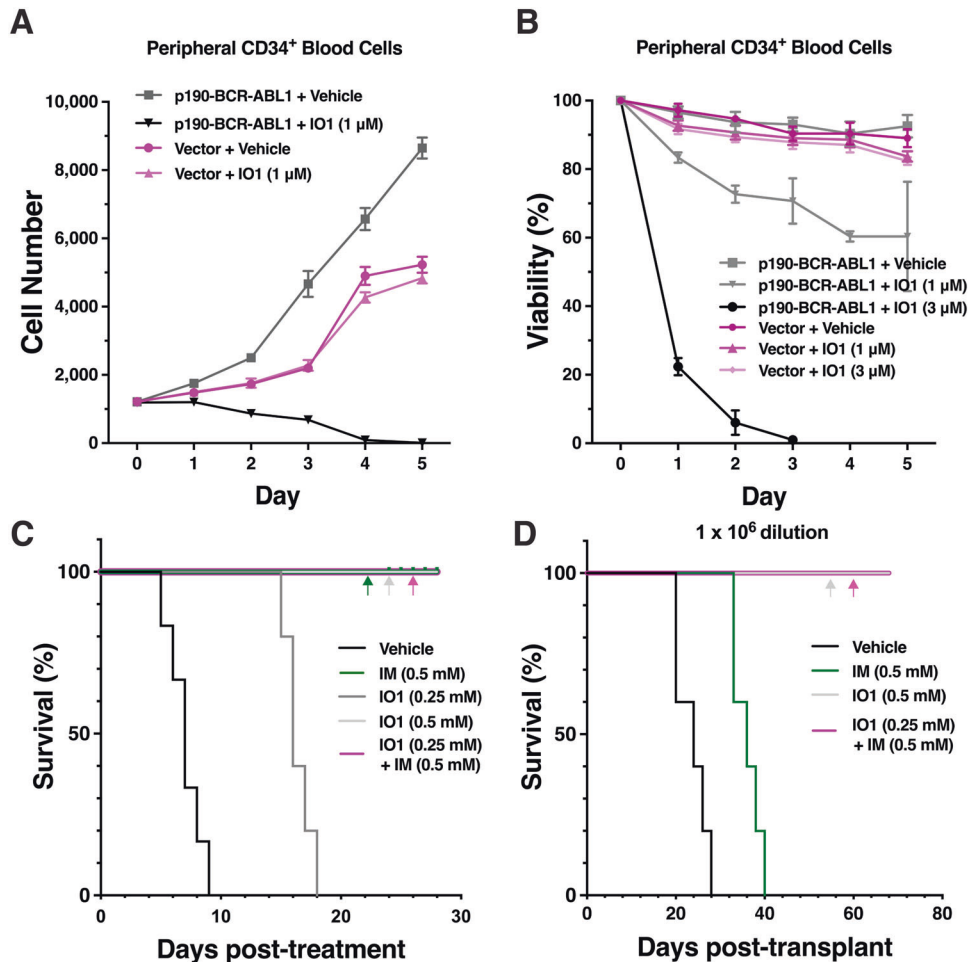 A
Peripheral CD34⁺ Blood Cells
p190-BCR-ABL1 + Vehicle
p190-BCR-ABL1 + IO1 (1 µM)
Vector + Vehicle
Vector + IO1 (1 µM)
Cell Number
10,000
8,000
6,000
4,000
2,000
0
0 1 2 3 4 5
Day
B
Peripheral CD34⁺ Blood Cells
Viability (%)
100
80
60
40
20
0
p190-BCR-ABL1 + Vehicle
p190-BCR-ABL1 + IO1 (1 µM)
p190-BCR-ABL1 + IO1 (3 µM)
Vector + Vehicle
Vector + IO1 (1 µM)
Vector + IO1 (3 µM)
0 1 2 3 4 5
Day
C
Survival (%)
100
50
0
Vehicle
IM (0.5 mM)
IO1 (0.25 mM)
IO1 (0.5 mM)
IO1 (0.25 mM)
+ IM (0.5 mM)
0 10 20 30
Days post-treatment
D
1 x 10⁶ dilution
Survival (%)
100
50
0
Vehicle
IM (0.5 mM)
IO1 (0.5 mM)
IO1 (0.25 mM)
+ IM (0.5 mM)
0 20 40 60 80
Days post-transplant